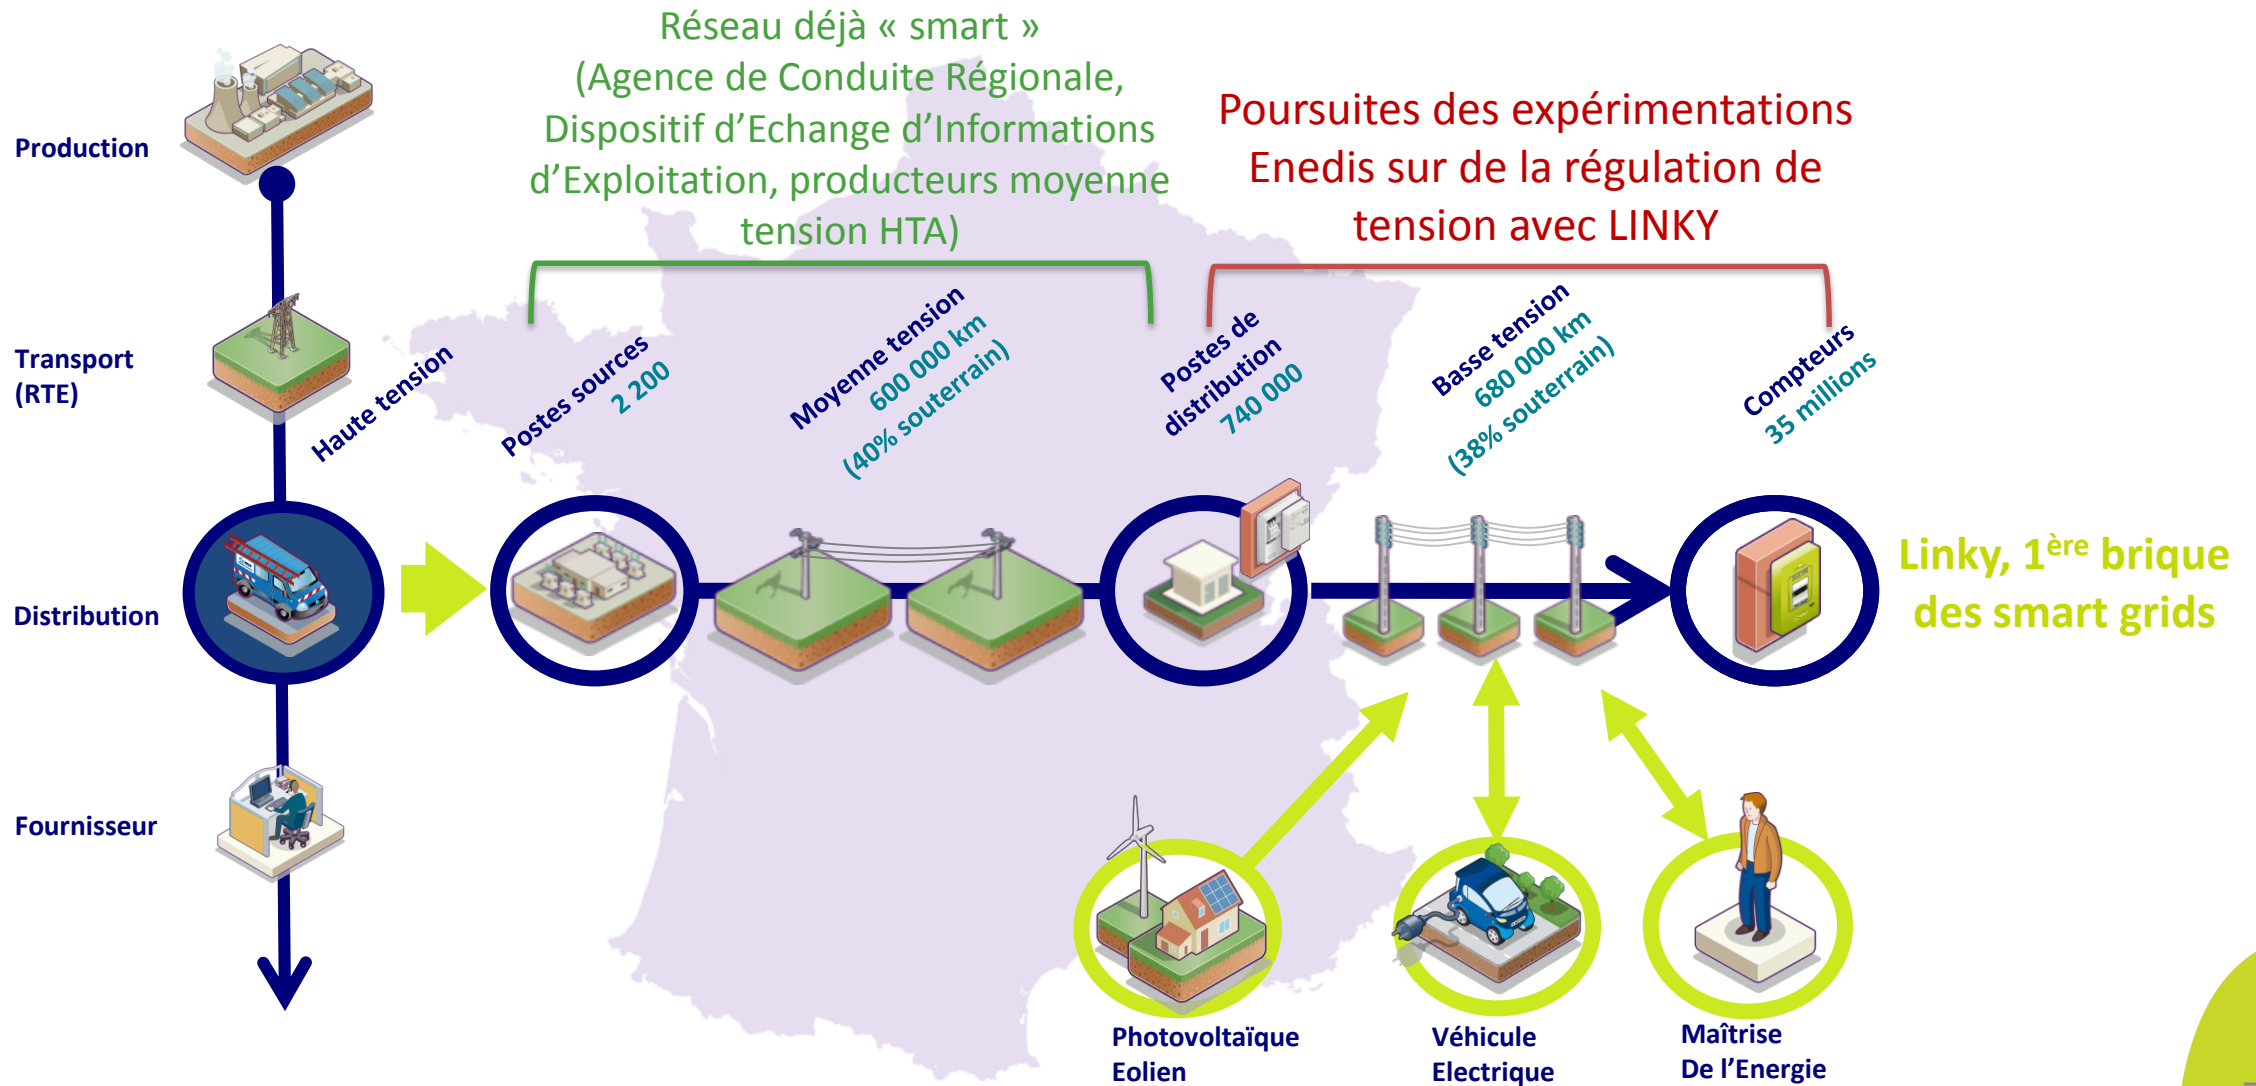 Réseau déjà « smart »
(Agence de Conduite Régionale,
Dispositif d’Echange d’Informations
d’Exploitation, producteurs moyenne
tension HTA)
Poursuites des expérimentations
Enedis sur de la régulation de
tension avec LINKY
Production
Transport
(RTE)
Distribution
Fournisseur
Haute tension
Postes sources
2 200
Moyenne tension
600 000 km
(40% souterrain)
Postes de
distribution
740 000
Basse tension
680 000 km
(38% souterrain)
Compteurs
35 millions
Linky, 1ère brique
des smart grids
Photovoltaïque
Eolien
Véhicule
Electrique
Maîtrise
De l’Energie